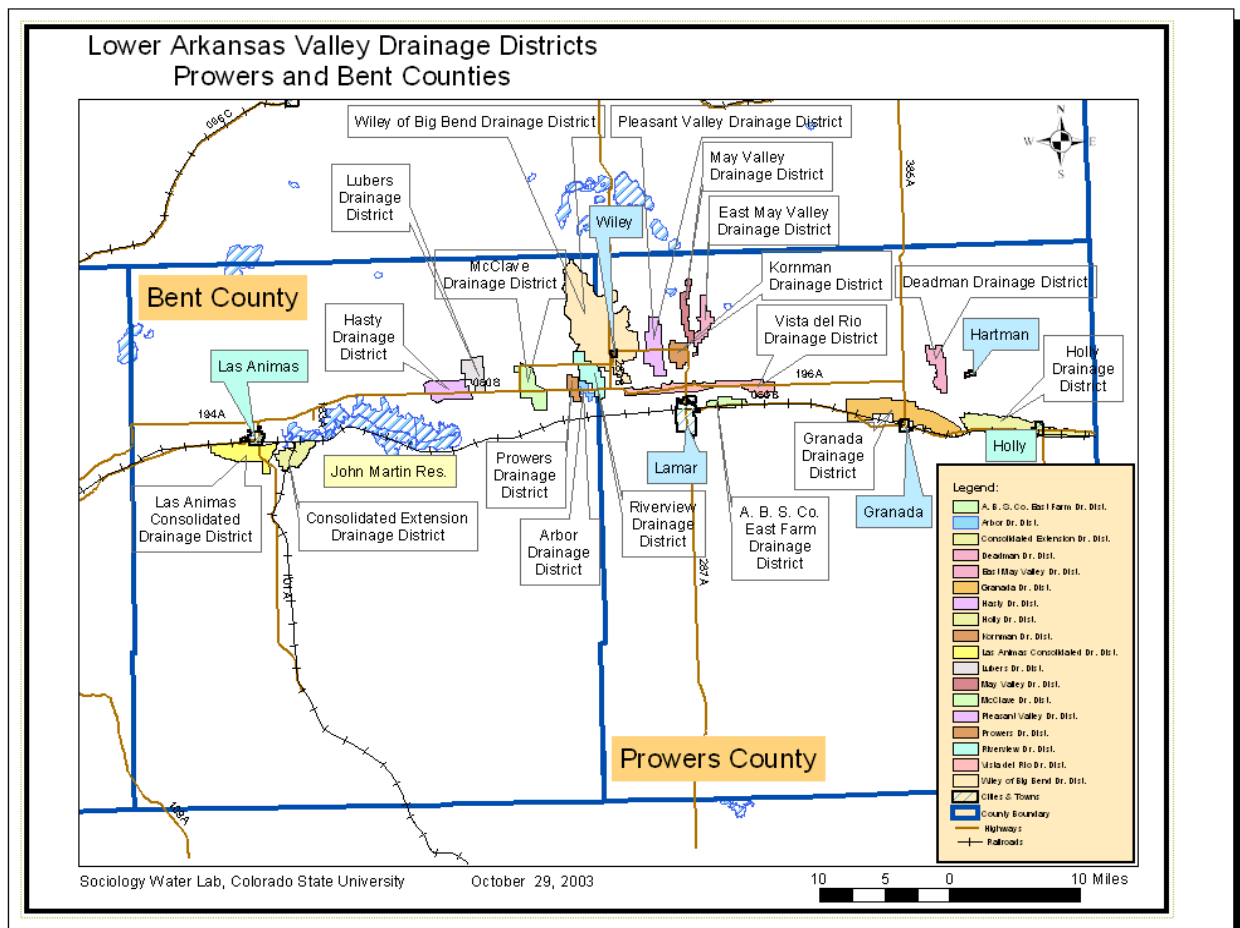 Lower Arkansas Valley Drainage Districts
Prowers and Bent Counties
096C
Wiley of Big Bend Drainage District
Pleasant Valley Drainage District
N
W
E
S
May Valley
Drainage District
385A
Lubers
Drainage
District
East May Valley
Drainage District
Wiley
Bent County
McClave
Drainage District
Kornman
Drainage District
Deadman Drainage District
Hasty
Drainage
District
Vista del Rio
Drainage District
Hartman
Holly
Drainage
District
Las Animas
050S
196A
050B
194A
Granada
Drainage
District
Holly
John Martin Res.
Prowers
Drainage
District
Lamar
Las Animas
Consolidated
Drainage District
Consolidated Extension
Drainage District
Arbor
Drainage
District
Riverview
Drainage
District
A. B. S. Co.
East Farm
Drainage
District
Granada
287A
101A
109A
Prowers County
Legend:
A. B. S. Co. East Farm Dr. Dist.
Arbor Dr. Dist.
Consolidated Extension Dr. Dist.
Deadman Dr. Dist.
East May Valley Dr. Dist.
Granada Dr. Dist.
Hasty Dr. Dist.
Holly Dr. Dist.
Kornman Dr. Dist.
Las Animas Consolidated Dr. Dist.
Lubers Dr. Dist.
May Valley Dr. Dist.
McClave Dr. Dist.
Pleasant Valley Dr. Dist.
Prowers Dr. Dist.
Riverview Dr. Dist.
Vista del Rio Dr. Dist.
Wiley of Big Bend Dr. Dist.
Cities & Towns
County Boundary
Highways
Railroads
Sociology Water Lab, Colorado State University
October 29, 2003
10 5 0 10 Miles